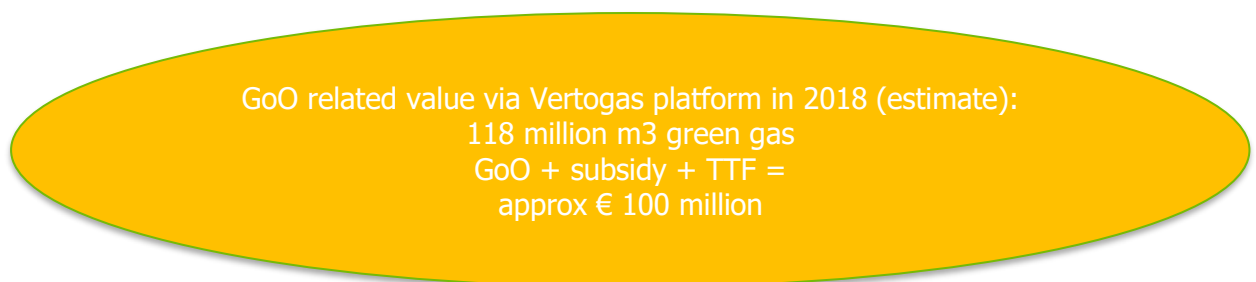 GoO related value via Vertogas platform in 2018 (estimate):
118 million m3 green gas
GoO + subsidy + TTF =
approx € 100 million